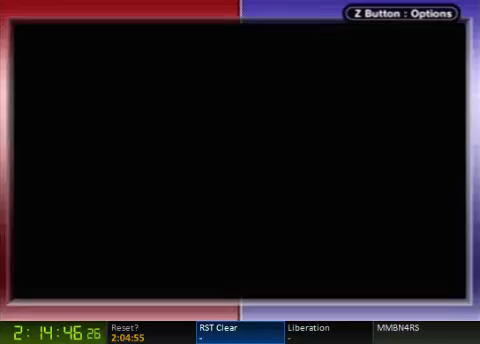 Z Button : Options
2:14:46 26
Reset?
2:04:55
RST Clear
-
Liberation
-
MMBN4RS